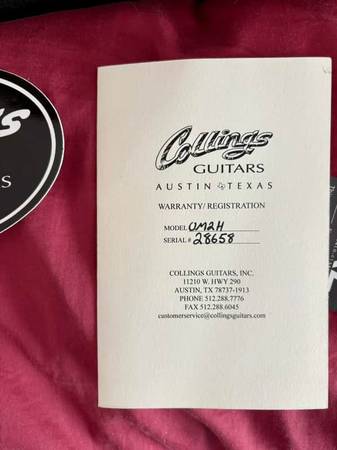 Collings
GUITARS
AUSTIN TEXAS
WARRANTY/ REGISTRATION
MODEL OM2H
SERIAL # 28658
COLLINGS GUITARS, INC.
11210 W. HWY 290
AUSTIN, TX 78737-1913
PHONE 512.288.7776
FAX 512.288.6045
customerservice@collingsguitars.com